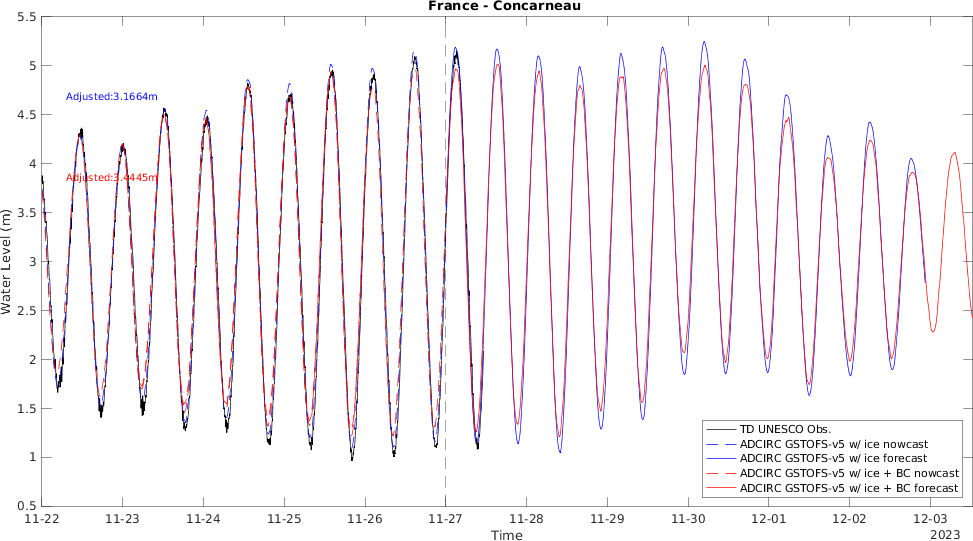 France - Concarneau
5.5
5
4.5
4
3.5
3
2.5
2
1.5
1
0.5
Water Level (m)
Adjusted:3.1664m
Adjusted:3.4445m
TD UNESCO Obs.
ADCIRC GSTOFS-v5 w/ ice nowcast
ADCIRC GSTOFS-v5 w/ ice forecast
ADCIRC GSTOFS-v5 w/ ice + BC nowcast
ADCIRC GSTOFS-v5 w/ ice + BC forecast
11-22 11-23 11-24 11-25 11-26 11-27 11-28 11-29 11-30 12-01 12-02 12-03
2023
Time